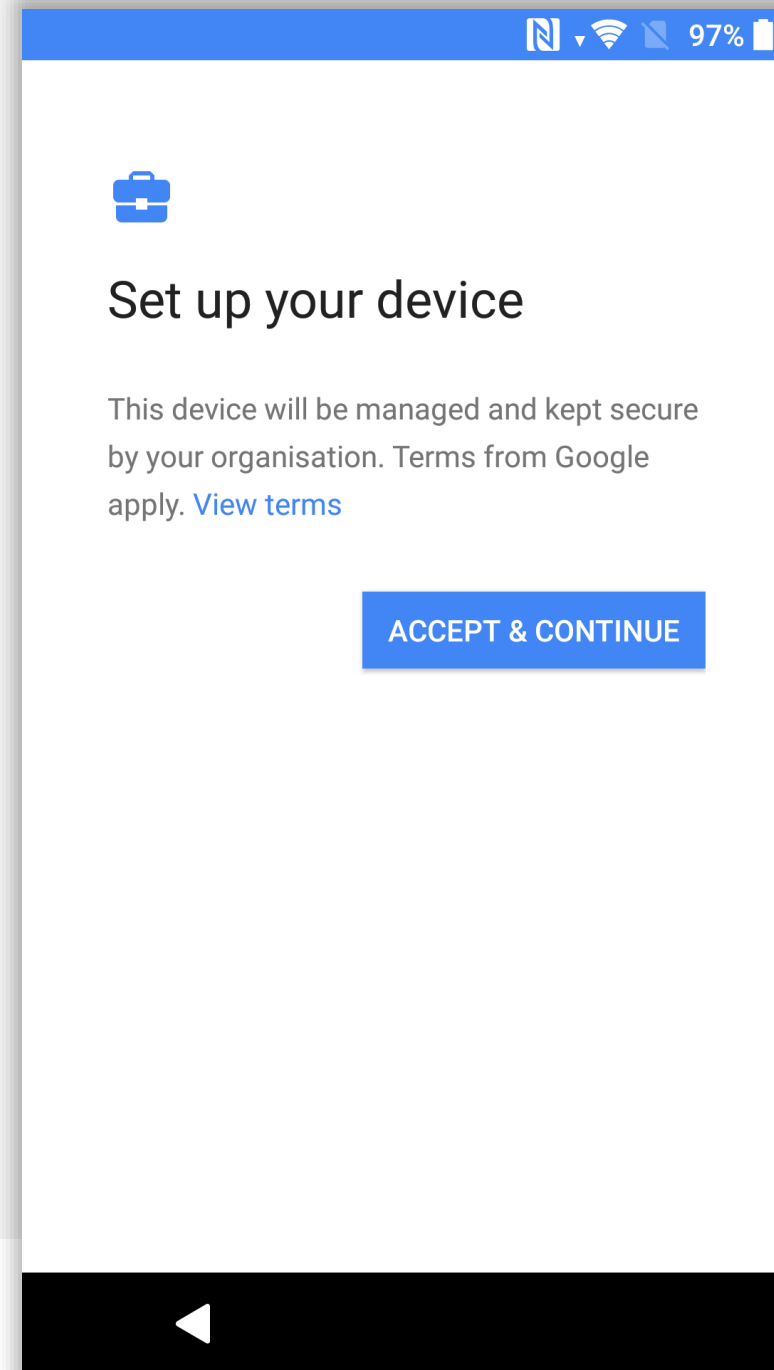 97%
Set up your device
This device will be managed and kept secure
by your organisation. Terms from Google
apply. View terms
ACCEPT & CONTINUE